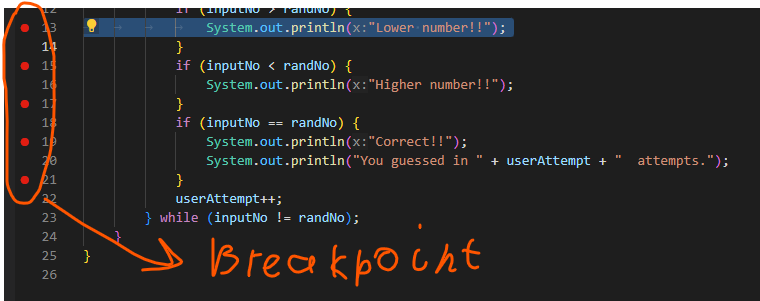 12 if (inputNo > randNo) {
13 System.out.println(x:"Lower number!!");
14 }
15 if (inputNo < randNo) {
16 System.out.println(x:"Higher number!!");
17 }
18 if (inputNo == randNo) {
19 System.out.println(x:"Correct!!");
20 System.out.println("You guessed in " + userAttempt + "  attempts.");
21 }
22 userAttempt++;
23 } while (inputNo != randNo);
24 }
25 }
26
Breakpoint